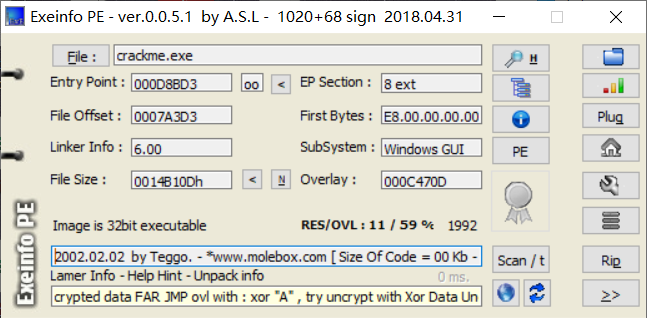 Exeinfo PE - ver.0.0.5.1 by A.S.L - 1020+68 sign 2018.04.31
File : crackme.exe H
Entry Point : 000D8BD3 oo < EP Section : 8 ext
File Offset : 0007A3D3 First Bytes : E8.00.00.00.00 Plug
Linker Info : 6.00 SubSystem : Windows GUI PE
File Size : 0014B10Dh < N Overlay : 000C470D
Image is 32bit executable RES/OVL : 11 / 59 % 1992
2002.02.02 by Teggo. - *www.molebox.com [ Size Of Code = 00 Kb - Scan / t Rip
Lamer Info - Help Hint - Unpack info 0 ms.
crypted data FAR JMP ovl with : xor "A" , try uncrypt with Xor Data Un >>
Exeinfo PE